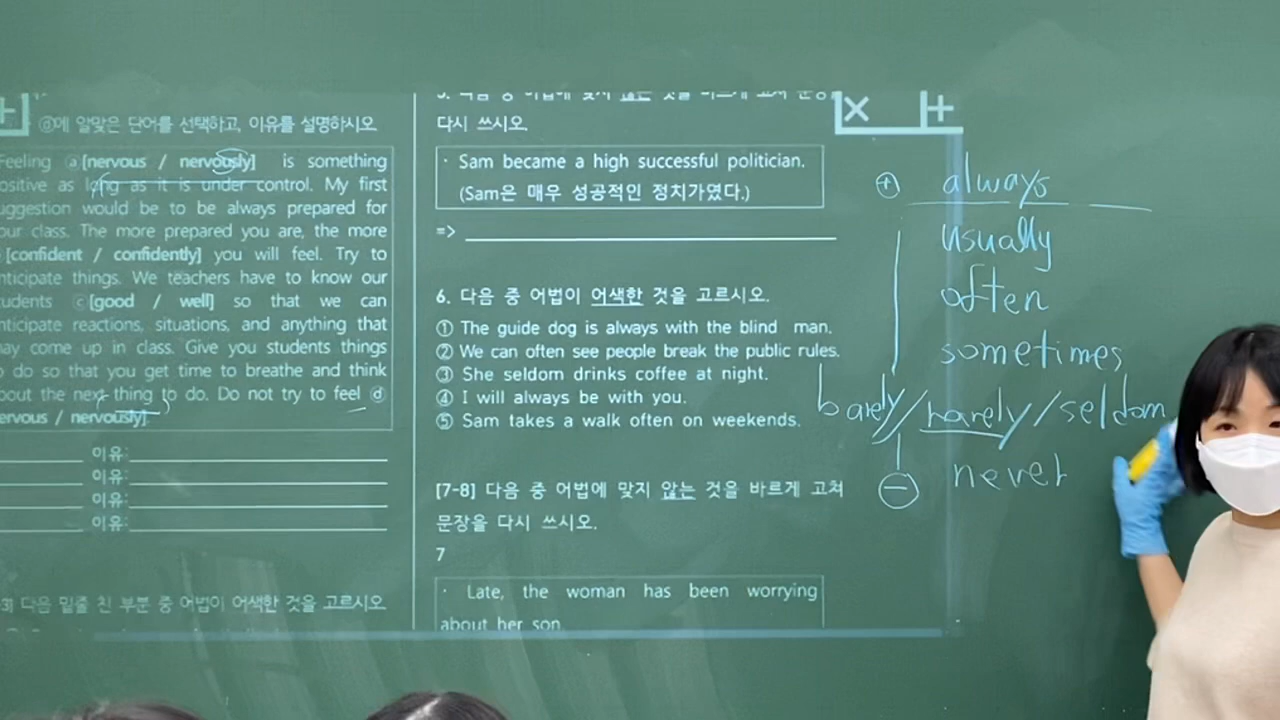 ⓐ에 알맞은 단어를 선택하고, 이유를 설명하시오.
Feeling ⓐ[nervous / nervously] is something
ositive as long as it is under control. My first
uggestion would be to be always prepared for
our class. The more prepared you are, the more
[confident / confidently] you will feel. Try to
nticipate things. We teachers have to know our
tudents ⓒ[good / well] so that we can
nticipate reactions, situations, and anything that
ay come up in class. Give you students things
o do so that you get time to breathe and think
bout the next thing to do. Do not try to feel ⓓ
ervous / nervously].
이유:
이유:
이유:
이유:
3] 다음 밑줄 친 부분 중 어법이 어색한 것을 고르시오.
다시 쓰시오.
· Sam became a high successful politician.
(Sam은 매우 성공적인 정치가였다.)
=>
6. 다음 중 어법이 어색한 것을 고르시오.
① The guide dog is always with the blind man.
② We can often see people break the public rules.
③ She seldom drinks coffee at night.
④ I will always be with you.
⑤ Sam takes a walk often on weekends.
[7-8] 다음 중 어법에 맞지 않는 것을 바르게 고쳐
문장을 다시 쓰시오.
7
· Late, the woman has been worrying
about her son.
⊕ always
usually
often
sometimes
barely/rarely/seldom
⊖ never